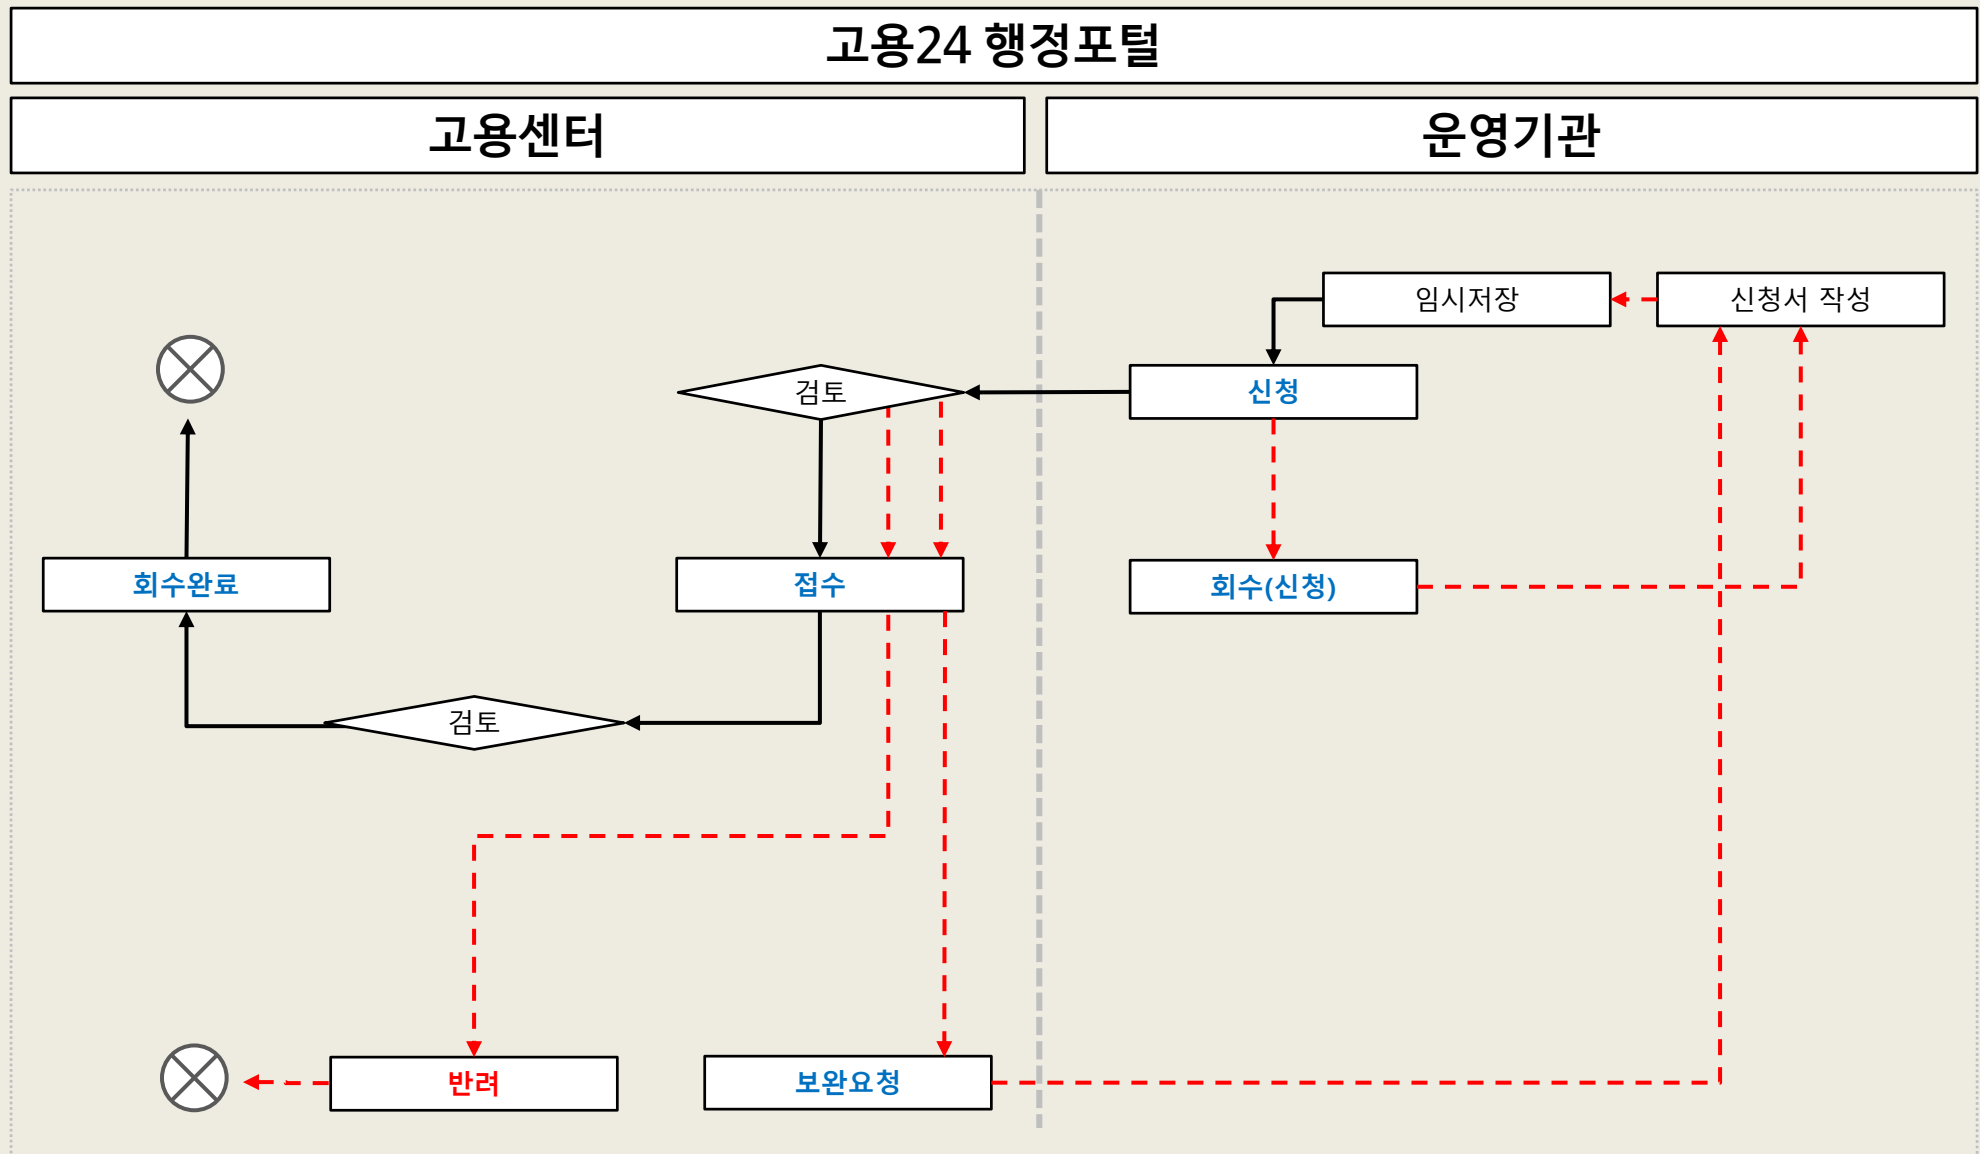 고용24 행정포털
고용센터
운영기관
임시저장
신청서 작성
검토
신청
회수완료
접수
회수(신청)
검토
반려
보완요청